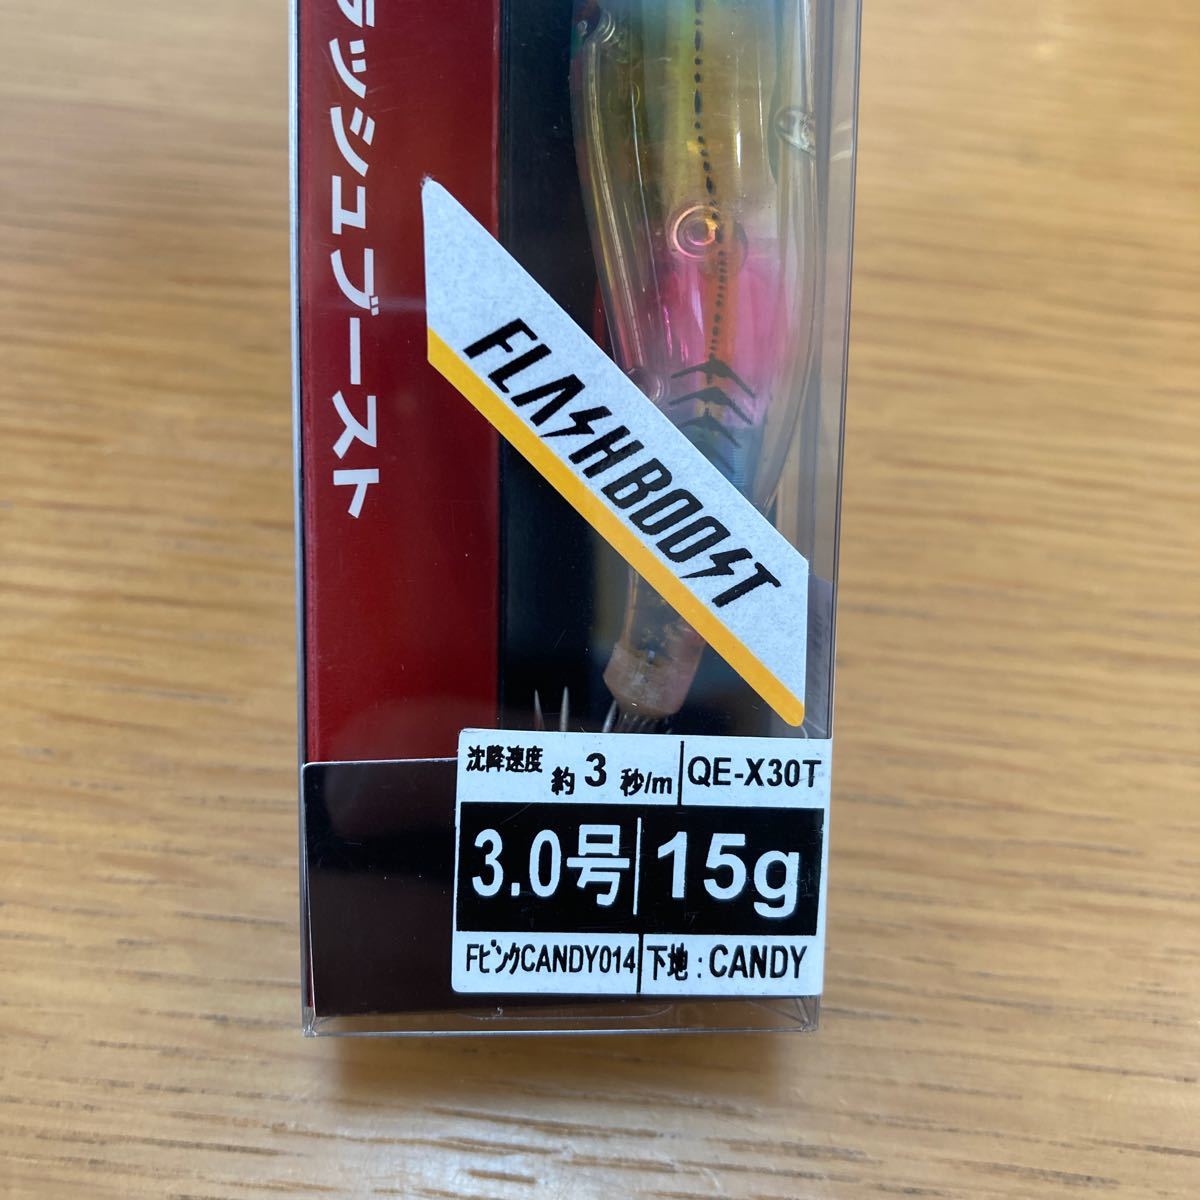 ラッシュブースト
FLASHBOOST
沈降速度 約3秒/m
QE-X30T
3.0号
15g
FピンクCANDY014
下地：CANDY